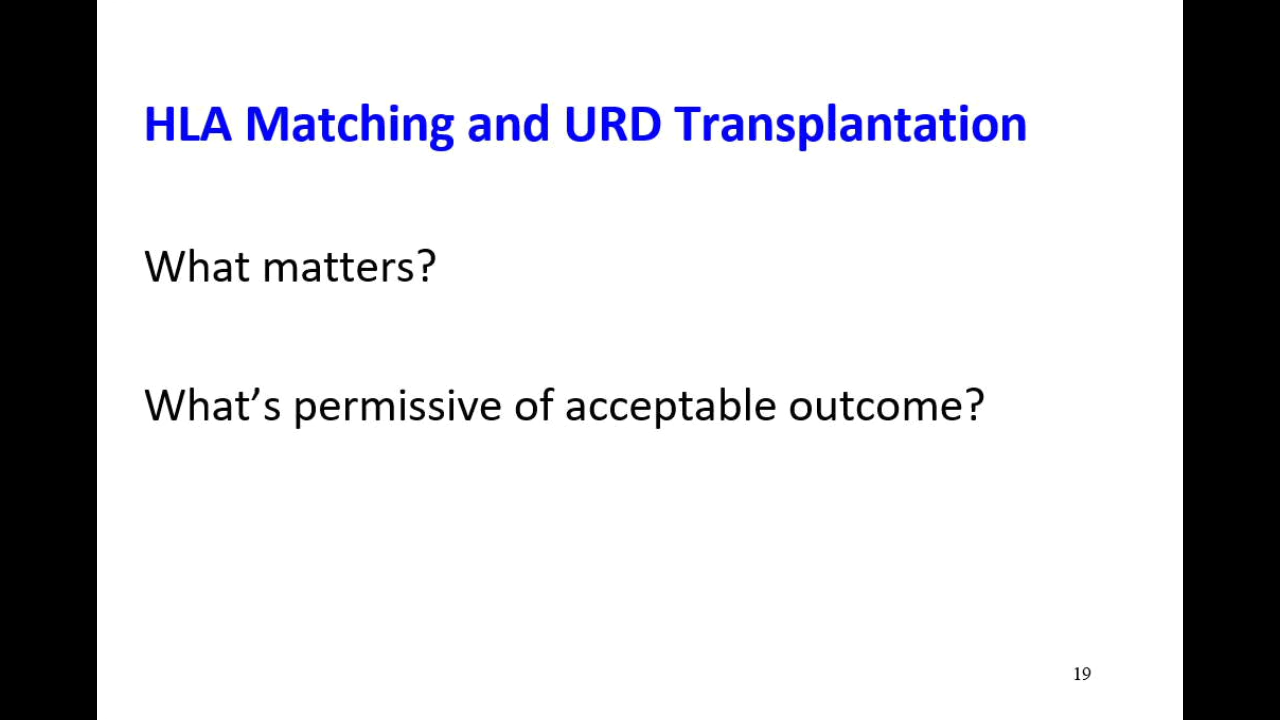 HLA Matching and URD Transplantation
What matters?
What’s permissive of acceptable outcome?
19